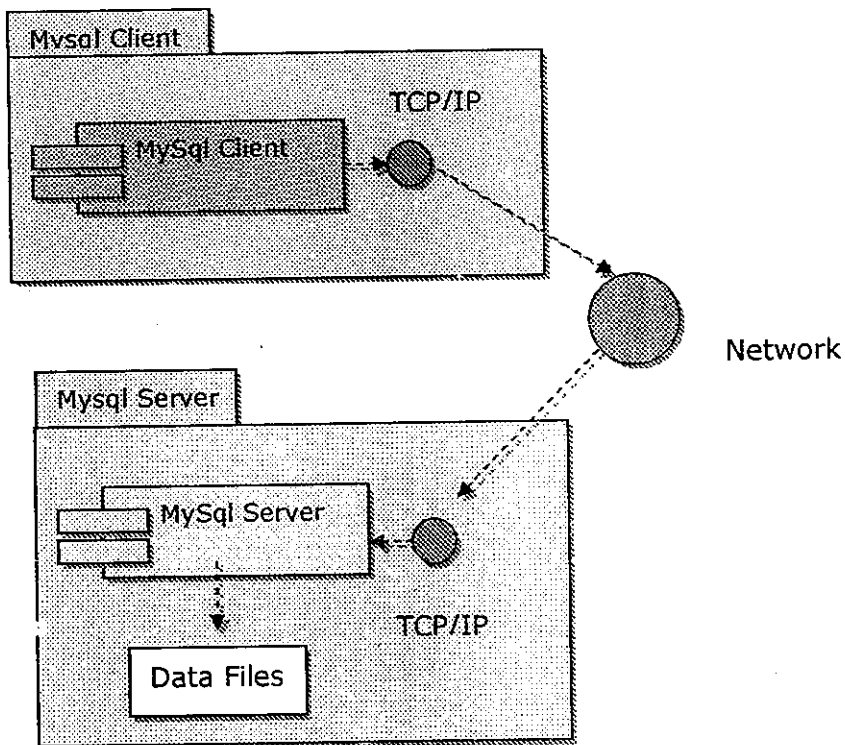 Mysql Client
TCP/IP
MySql Client
Network
Mysql Server
MySql Server
TCP/IP
Data Files